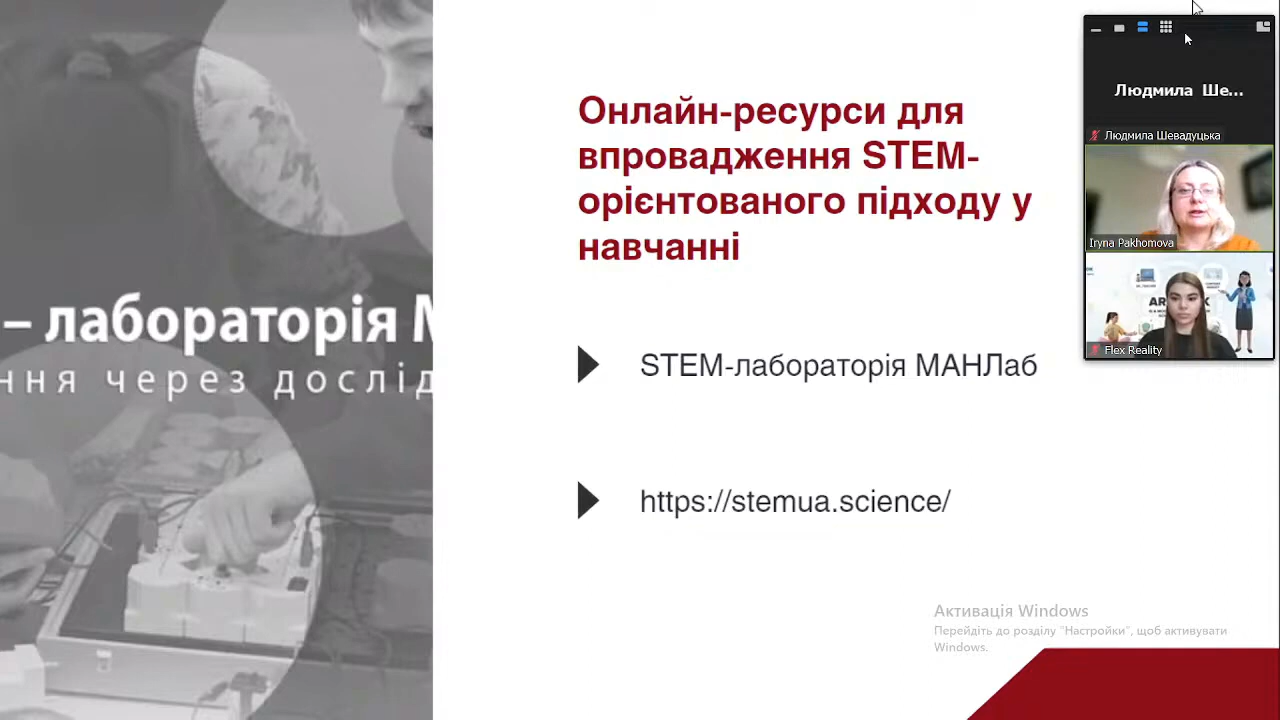 – лабораторія
ння через дослід
Онлайн-ресурси для
впровадження STEM-
орієнтованого підходу у
навчанні
STEM-лабораторія МАНЛаб
https://stemua.science/
Людмила Ше...
Людмила Шевадуцька
Iryna Pakhomova
Flex Reality
Активація Windows
Перейдіть до розділу "Настройки", щоб активувати
Windows.